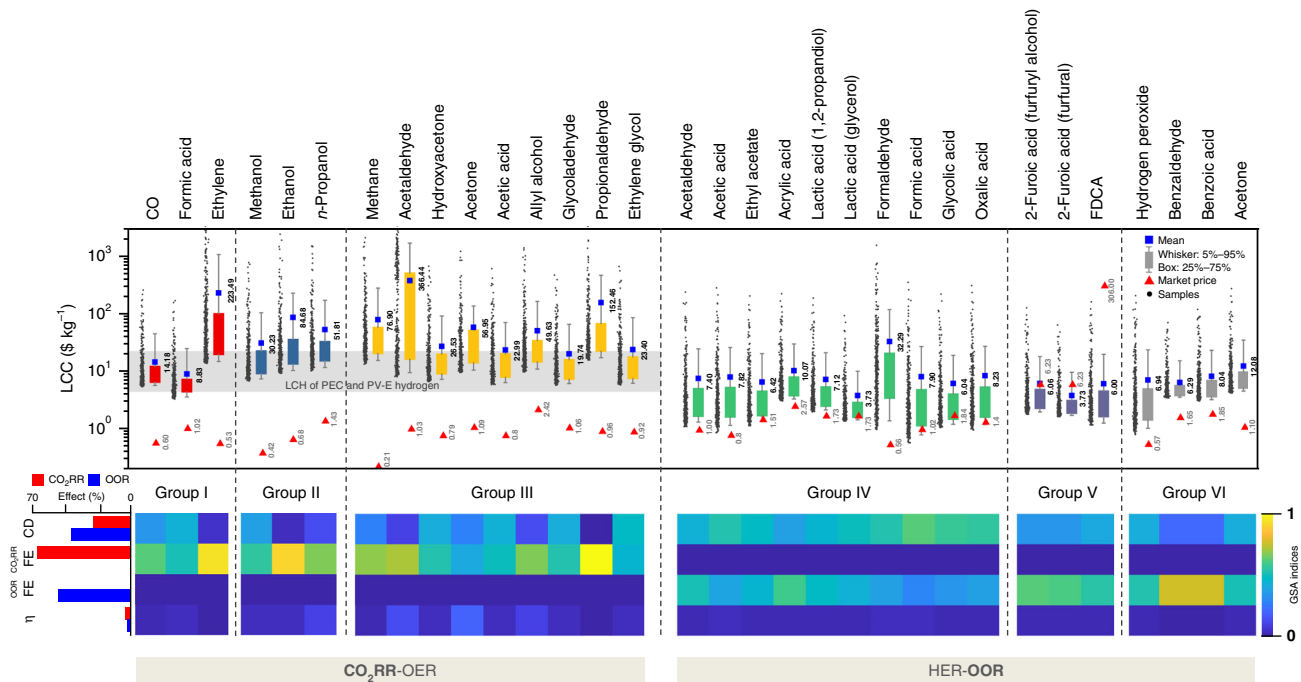 CO
Formic acid
Ethylene
Methanol
Ethanol
n-Propanol
Methane
Acetaldehyde
Hydroxyacetone
Acetone
Acetic acid
Allyl alcohol
Glycoladehyde
Propionaldehyde
Ethylene glycol
Acetaldehyde
Acetic acid
Ethyl acetate
Acrylic acid
Lactic acid (1,2-propandiol)
Lactic acid (glycerol)
Formaldehyde
Formic acid
Glycolic acid
Oxalic acid
2-Furoic acid (furfuryl alcohol)
2-Furoic acid (furfural)
FDCA
Hydrogen peroxide
Benzaldehyde
Benzoic acid
Acetone
LCC ($ kg⁻¹)
10³
10²
10¹
10⁰
Mean
Whisker: 5%–95%
Box: 25%–75%
Market price
Samples
LCH of PEC and PV-E hydrogen
14.18
8.83
223.49
30.23
84.68
51.81
76.90
366.44
26.53
56.95
22.99
49.63
19.74
152.46
23.40
7.40
7.82
6.42
10.07
7.12
3.73
32.29
7.90
6.04
8.23
6.06
3.73
6.00
6.94
6.29
8.04
12.08
0.60
1.02
0.53
0.42
0.68
1.43
0.21
1.03
0.79
1.09
0.8
2.42
1.06
0.96
0.92
1.00
0.8
1.51
2.57
1.73
1.73
0.56
1.02
1.84
1.4
6.23
6.23
306.00
0.57
1.65
1.85
1.10
CO₂RR OOR
70 Effect (%) 0
Group I
Group II
Group III
Group IV
Group V
Group VI
CD
CO₂RR FE
OOR FE
η
1
GSA indices
0
CO₂RR-OER
HER-OOR